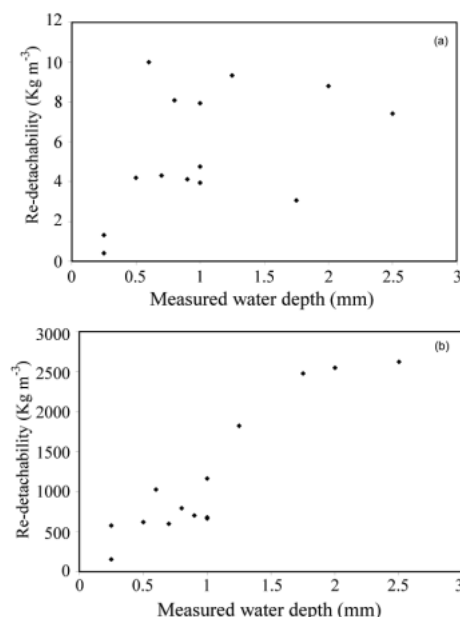 (a)
Re-detachability (Kg m-3)
12
10
8
6
4
2
0
0 0.5 1 1.5 2 2.5 3
Measured water depth (mm)
(b)
Re-detachability (Kg m-3)
3000
2500
2000
1500
1000
500
0
0 0.5 1 1.5 2 2.5 3
Measured water depth (mm)